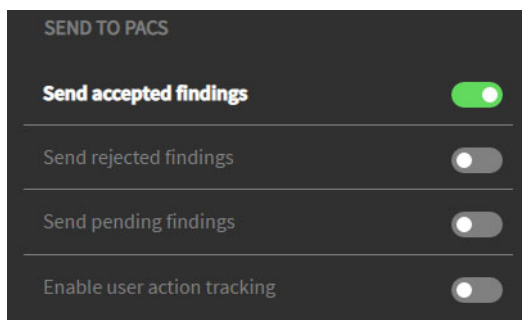 SEND TO PACS
Send accepted findings
Send rejected findings
Send pending findings
Enable user action tracking